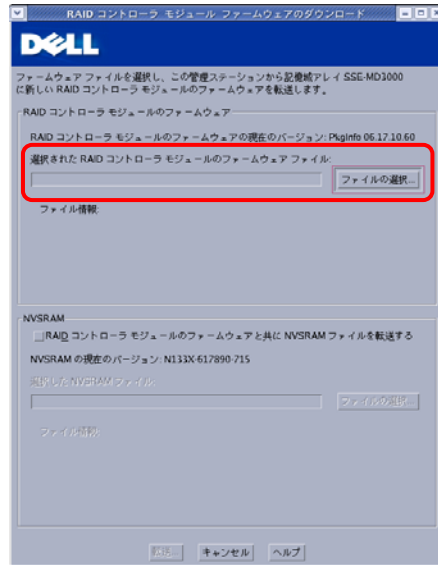 RAID コントローラ モジュール ファームウェアのダウンロード
DELL
ファームウェア ファイルを選択し、この管理ステーションから記憶域アレイ SSE-MD3000
に新しい RAID コントローラ モジュールのファームウェアを転送します。
RAID コントローラ モジュールのファームウェア
RAID コントローラ モジュールのファームウェアの現在のバージョン: PkgInfo 06.17.10.60
選択された RAID コントローラ モジュールのファームウェア ファイル:
ファイルの選択...
ファイル情報:
NVSRAM
RAID コントローラ モジュールのファームウェアと共に NVSRAM ファイルを転送する
NVSRAM の現在のバージョン: N133X-617890-715
選択した NVSRAM ファイル:
ファイルの選択...
ファイル情報:
転送... キャンセル ヘルプ